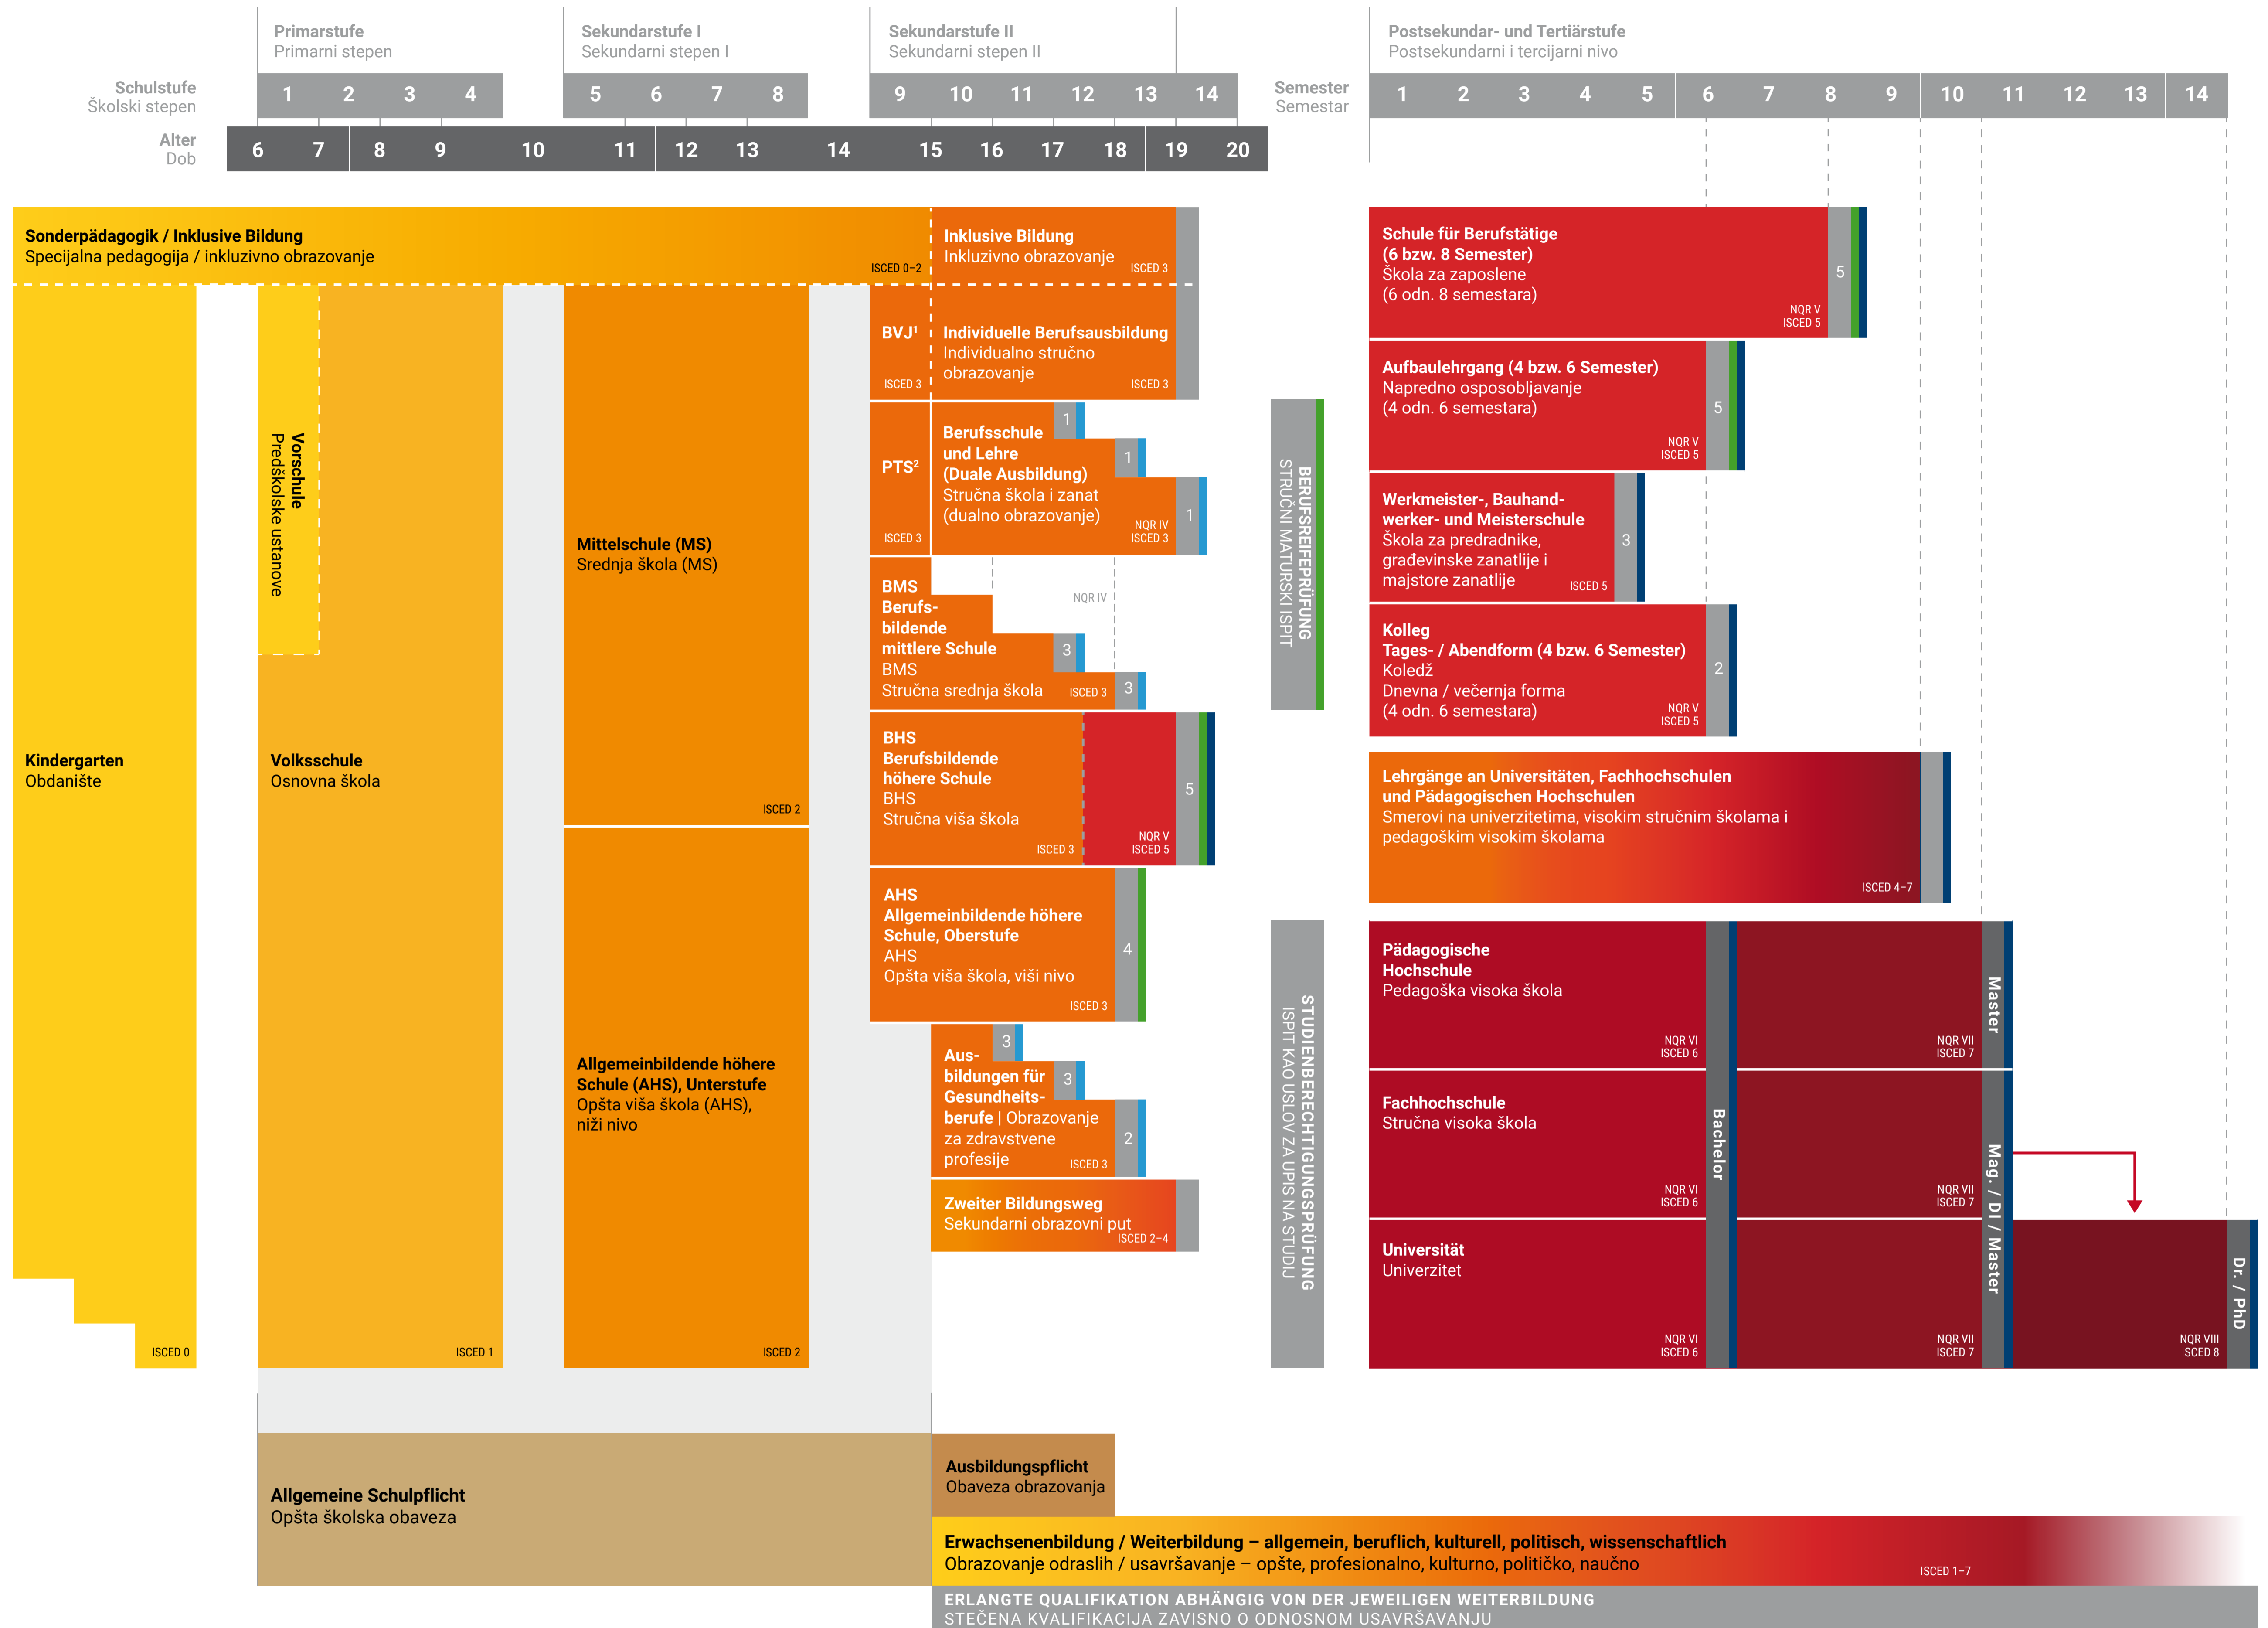 Primarstufe
Primarni stepen
Sekundarstufe I
Sekundarni stepen I
Sekundarstufe II
Sekundarni stepen II
Postsekundar- und Tertiärstufe
Postsekundarni i tercijarni nivo
Schulstufe
Školski stepen
1 2 3 4 5 6 7 8 9 10 11 12 13 14
Semester
Semestar
1 2 3 4 5 6 7 8 9 10 11 12 13 14
Alter
Dob
6 7 8 9 10 11 12 13 14 15 16 17 18 19 20
Sonderpädagogik / Inklusive Bildung
Specijalna pedagogija / inkluzivno obrazovanje
ISCED 0–2
Inklusive Bildung
Inkluzivno obrazovanje
ISCED 3
Kindergarten
Obdanište
ISCED 0
Vorschule
Predškolske ustanove
Volksschule
Osnovna škola
ISCED 1
Mittelschule (MS)
Srednja škola (MS)
ISCED 2
Allgemeinbildende höhere
Schule (AHS), Unterstufe
Opšta viša škola (AHS),
niži nivo
ISCED 2
BVJ¹
ISCED 3
Individuelle Berufsausbildung
Individualno stručno
obrazovanje
ISCED 3
PTS²
ISCED 3
Berufsschule
und Lehre
(Duale Ausbildung)
Stručna škola i zanat
(dualno obrazovanje)
NQR IV
ISCED 3
1
1
1
BMS
Berufs-
bildende
mittlere Schule
BMS
Stručna srednja škola
ISCED 3
NQR IV
3
3
BHS
Berufsbildende
höhere Schule
BHS
Stručna viša škola
ISCED 3
NQR V
ISCED 5
5
AHS
Allgemeinbildende höhere
Schule, Oberstufe
AHS
Opšta viša škola, viši nivo
ISCED 3
4
Aus-
bildungen für
Gesundheits-
berufe | Obrazovanje
za zdravstvene
profesije
ISCED 3
3
3
2
Zweiter Bildungsweg
Sekundarni obrazovni put
ISCED 2–4
BERUFSREIFEPRÜFUNG
STRUČNI MATURSKI ISPIT
STUDIENBERECHTIGUNGSPRÜFUNG
ISPIT KAO USLOV ZA UPIS NA STUDIJ
Schule für Berufstätige
(6 bzw. 8 Semester)
Škola za zaposlene
(6 odn. 8 semestara)
NQR V
ISCED 5
5
Aufbaulehrgang (4 bzw. 6 Semester)
Napredno osposobljavanje
(4 odn. 6 semestara)
NQR V
ISCED 5
5
Werkmeister-, Bauhand-
werker- und Meisterschule
Škola za predradnike,
građevinske zanatlije i
majstore zanatlije
ISCED 5
3
Kolleg
Tages- / Abendform (4 bzw. 6 Semester)
Koledž
Dnevna / večernja forma
(4 odn. 6 semestara)
NQR V
ISCED 5
2
Lehrgänge an Universitäten, Fachhochschulen
und Pädagogischen Hochschulen
Smerovi na univerzitetima, visokim stručnim školama i
pedagoškim visokim školama
ISCED 4–7
Pädagogische
Hochschule
Pedagoška visoka škola
NQR VI
ISCED 6
NQR VII
ISCED 7
Master
Fachhochschule
Stručna visoka škola
NQR VI
ISCED 6
NQR VII
ISCED 7
Bachelor
Mag. / DI / Master
Universität
Univerzitet
NQR VI
ISCED 6
NQR VII
ISCED 7
NQR VIII
ISCED 8
Dr. / PhD
Allgemeine Schulpflicht
Opšta školska obaveza
Ausbildungspflicht
Obaveza obrazovanja
Erwachsenenbildung / Weiterbildung – allgemein, beruflich, kulturell, politisch, wissenschaftlich
Obrazovanje odraslih / usavršavanje – opšte, profesionalno, kulturno, političko, naučno
ISCED 1–7
ERLANGTE QUALIFIKATION ABHÄNGIG VON DER JEWEILIGEN WEITERBILDUNG
STEČENA KVALIFIKACIJA ZAVISNO O ODNOSNOM USAVRŠAVANJU